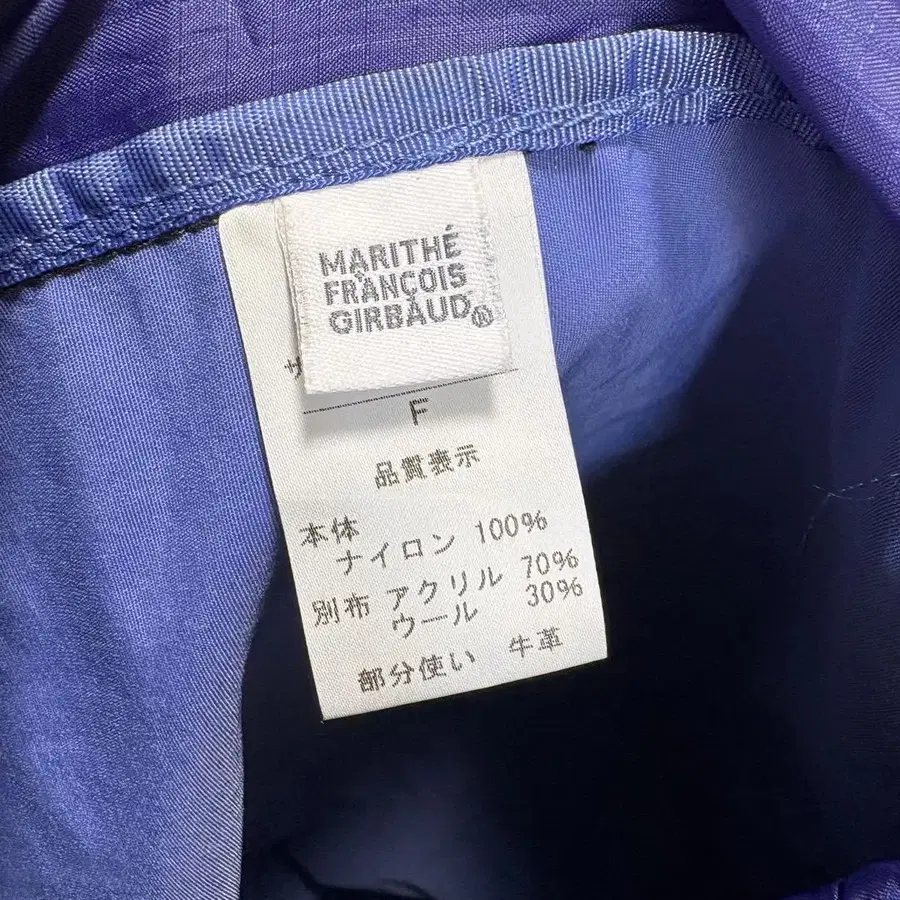 MARITHÉ
+ FRANÇOIS
GIRBAUD®
F
品質表示
本体
ナイロン 100%
別布 アクリル 70%
ウール 30%
部分使い 牛革